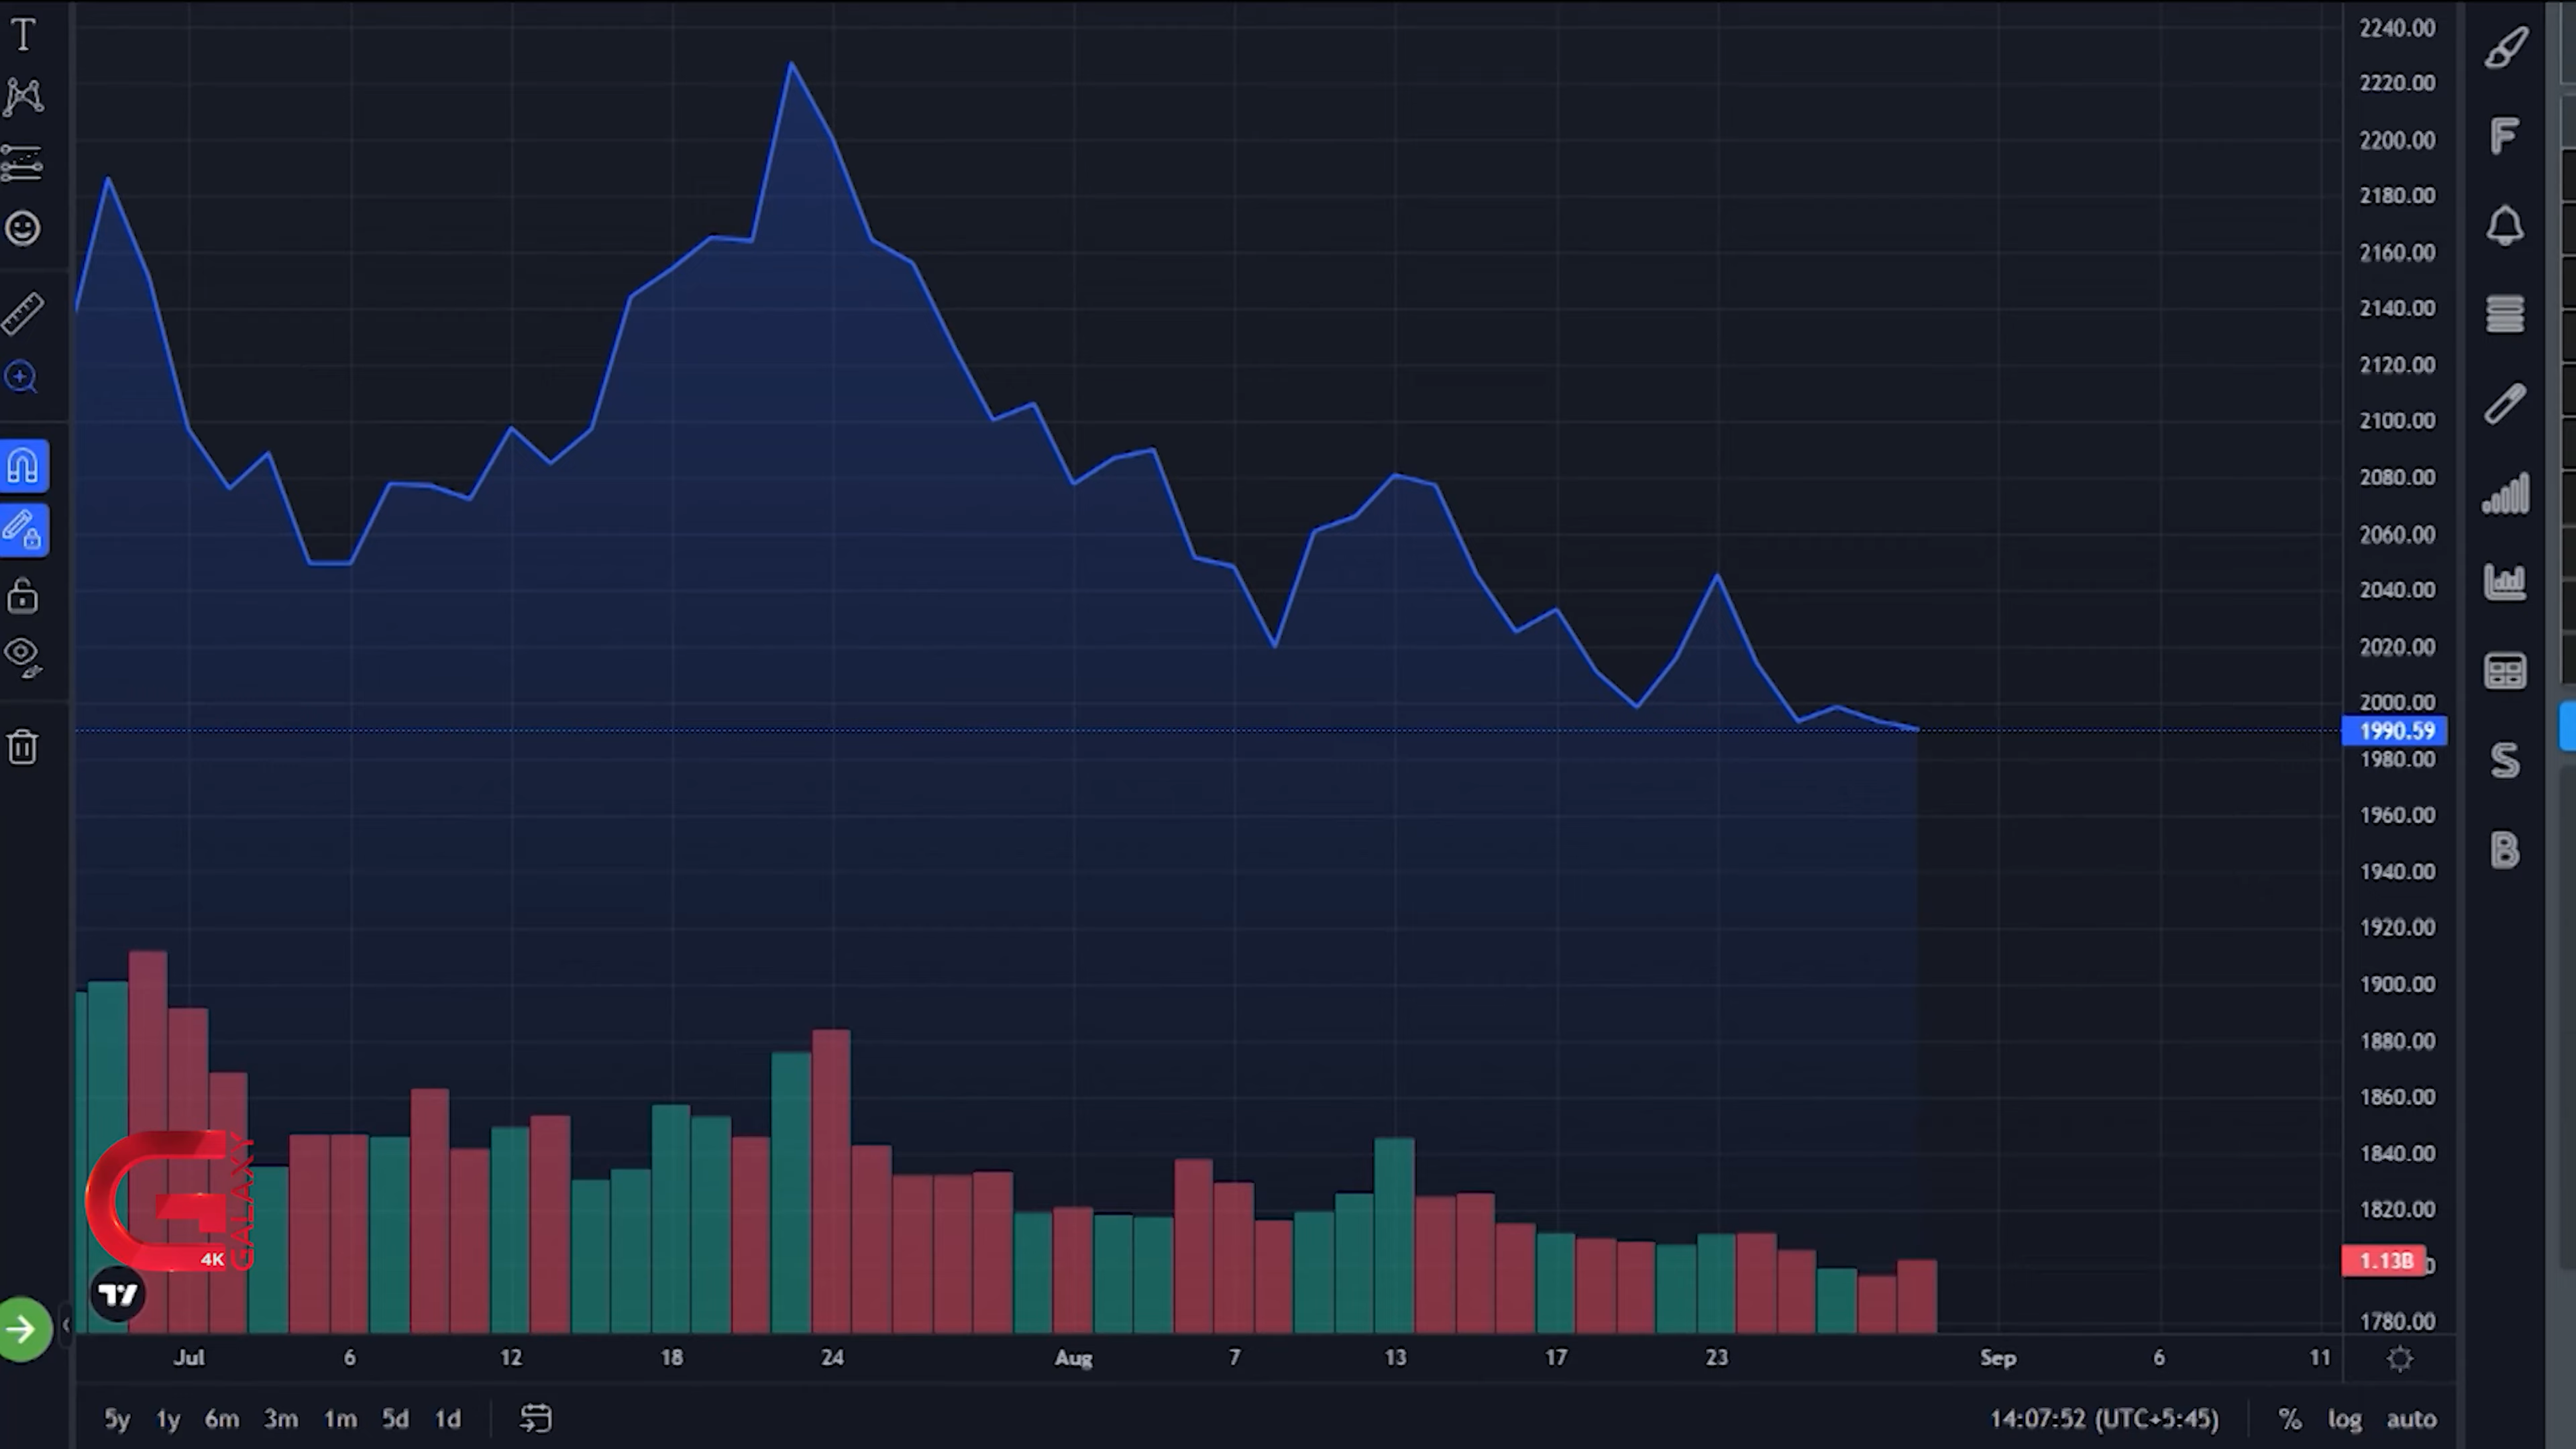 T
2240.00
2220.00
2200.00
2180.00
2160.00
2140.00
2120.00
2100.00
2080.00
2060.00
2040.00
2020.00
2000.00
1990.59
1980.00
1960.00
1940.00
1920.00
1900.00
1880.00
1860.00
1840.00
1820.00
1.13B
1780.00
F
S
B
G
GALAXY
4K
Jul 6 12 18 24 Aug 7 13 17 23 Sep 6 11
5y 1y 6m 3m 1m 5d 1d
14:07:52 (UTC+5:45) % log auto